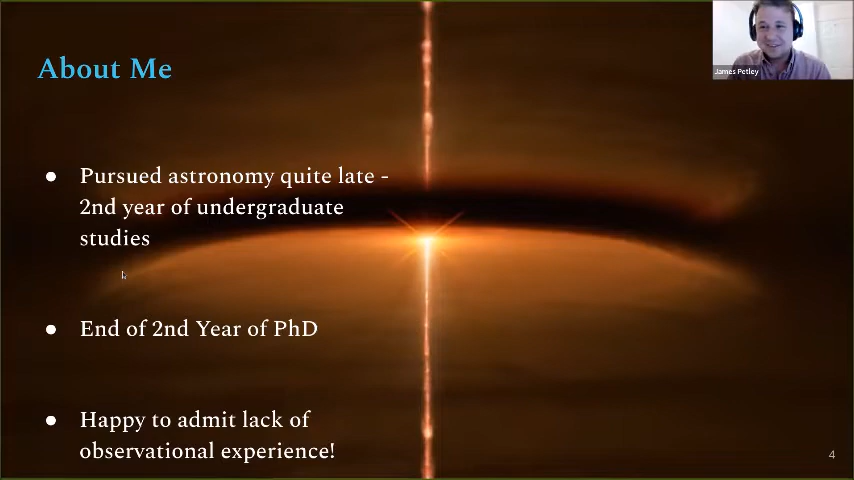 About Me
James Petley
● Pursued astronomy quite late -
2nd year of undergraduate
studies
● End of 2nd Year of PhD
● Happy to admit lack of
observational experience!
4